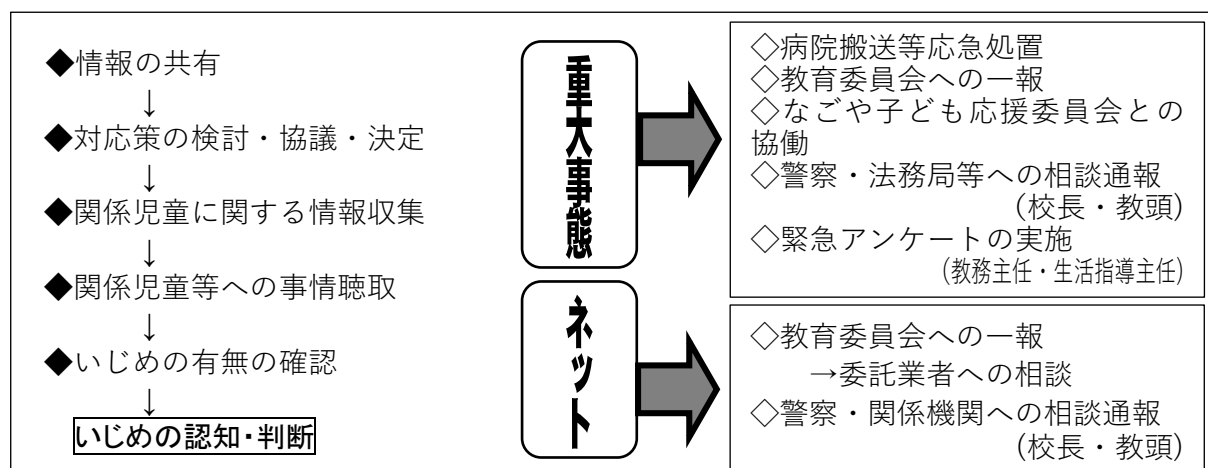 ◆情報の共有
↓
◆対応策の検討・協議・決定
↓
◆関係児童に関する情報収集
↓
◆関係児童等への事情聴取
↓
◆いじめの有無の確認
↓
いじめの認知・判断
重大事態
◇病院搬送等応急処置
◇教育委員会への一報
◇なごや子ども応援委員会との
協働
◇警察・法務局等への相談通報
(校長・教頭)
◇緊急アンケートの実施
(教務主任・生活指導主任)
ネット
◇教育委員会への一報
→委託業者への相談
◇警察・関係機関への相談通報
(校長・教頭)